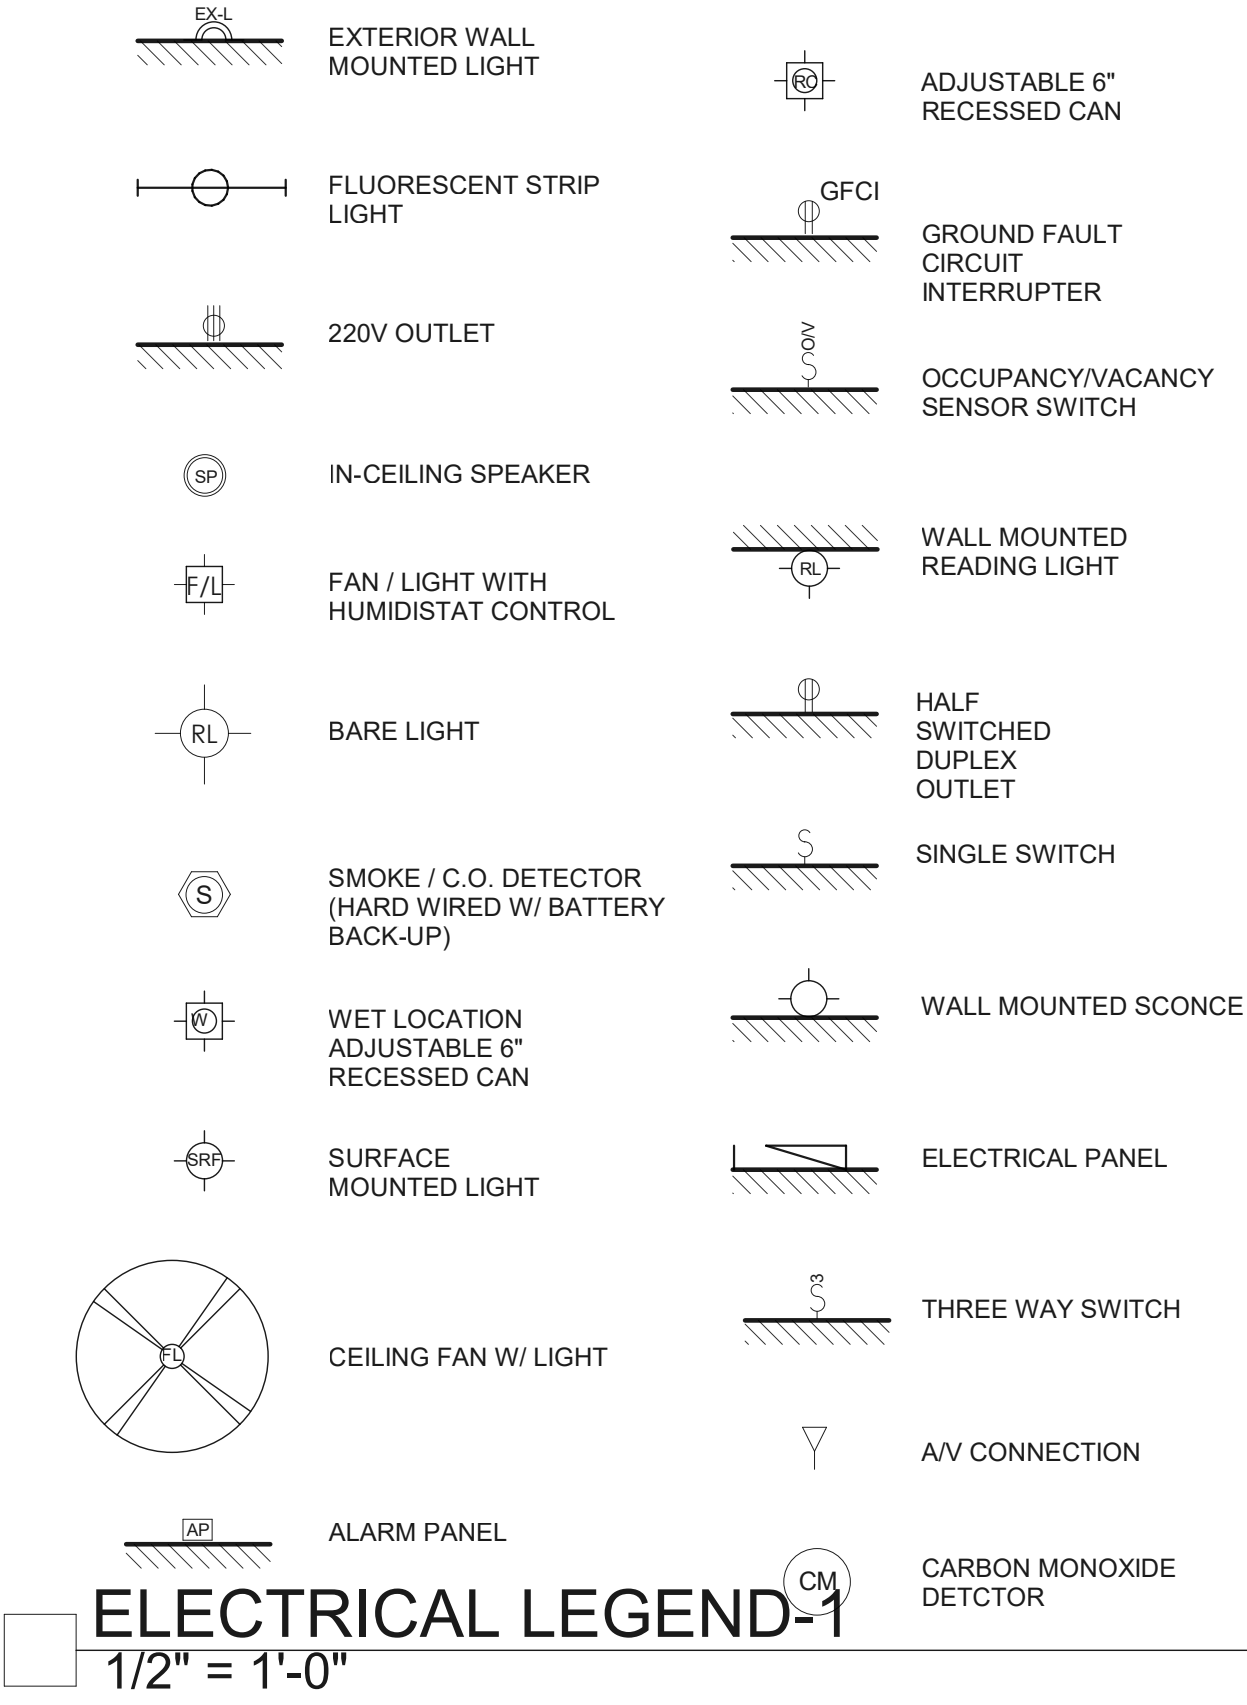 EX-L
EXTERIOR WALL
MOUNTED LIGHT
FLUORESCENT STRIP
LIGHT
220V OUTLET
SP
IN-CEILING SPEAKER
F/L
FAN / LIGHT WITH
HUMIDISTAT CONTROL
RL
BARE LIGHT
S
SMOKE / C.O. DETECTOR
(HARD WIRED W/ BATTERY
BACK-UP)
W
WET LOCATION
ADJUSTABLE 6"
RECESSED CAN
SRF
SURFACE
MOUNTED LIGHT
FL
CEILING FAN W/ LIGHT
AP
ALARM PANEL
RC
ADJUSTABLE 6"
RECESSED CAN
GFCI
GROUND FAULT
CIRCUIT
INTERRUPTER
S O/V
OCCUPANCY/VACANCY
SENSOR SWITCH
WALL MOUNTED
READING LIGHT
RL
HALF
SWITCHED
DUPLEX
OUTLET
S
SINGLE SWITCH
WALL MOUNTED SCONCE
ELECTRICAL PANEL
S 3
THREE WAY SWITCH
A/V CONNECTION
CM
CARBON MONOXIDE
DETCTOR
ELECTRICAL LEGEND-1
1/2" = 1'-0"